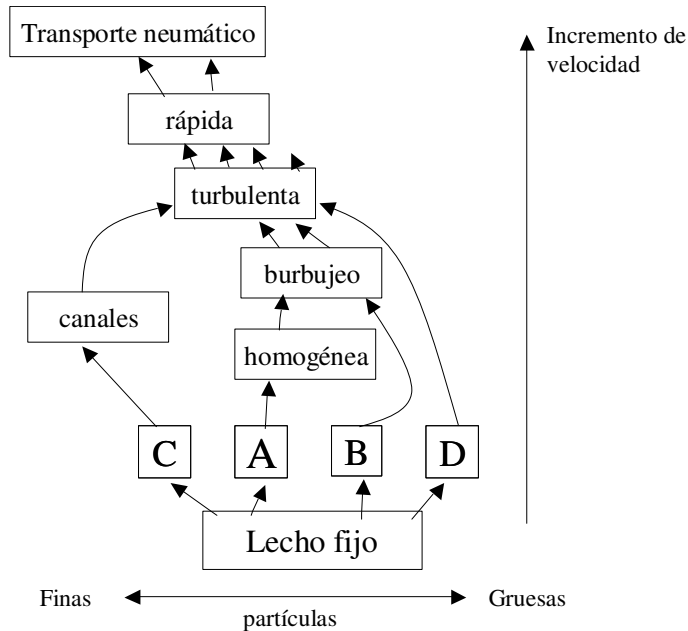 Transporte neumático
Incremento de
velocidad
rápida
turbulenta
burbujeo
canales
homogénea
C
A
B
D
Lecho fijo
Finas
Gruesas
partículas